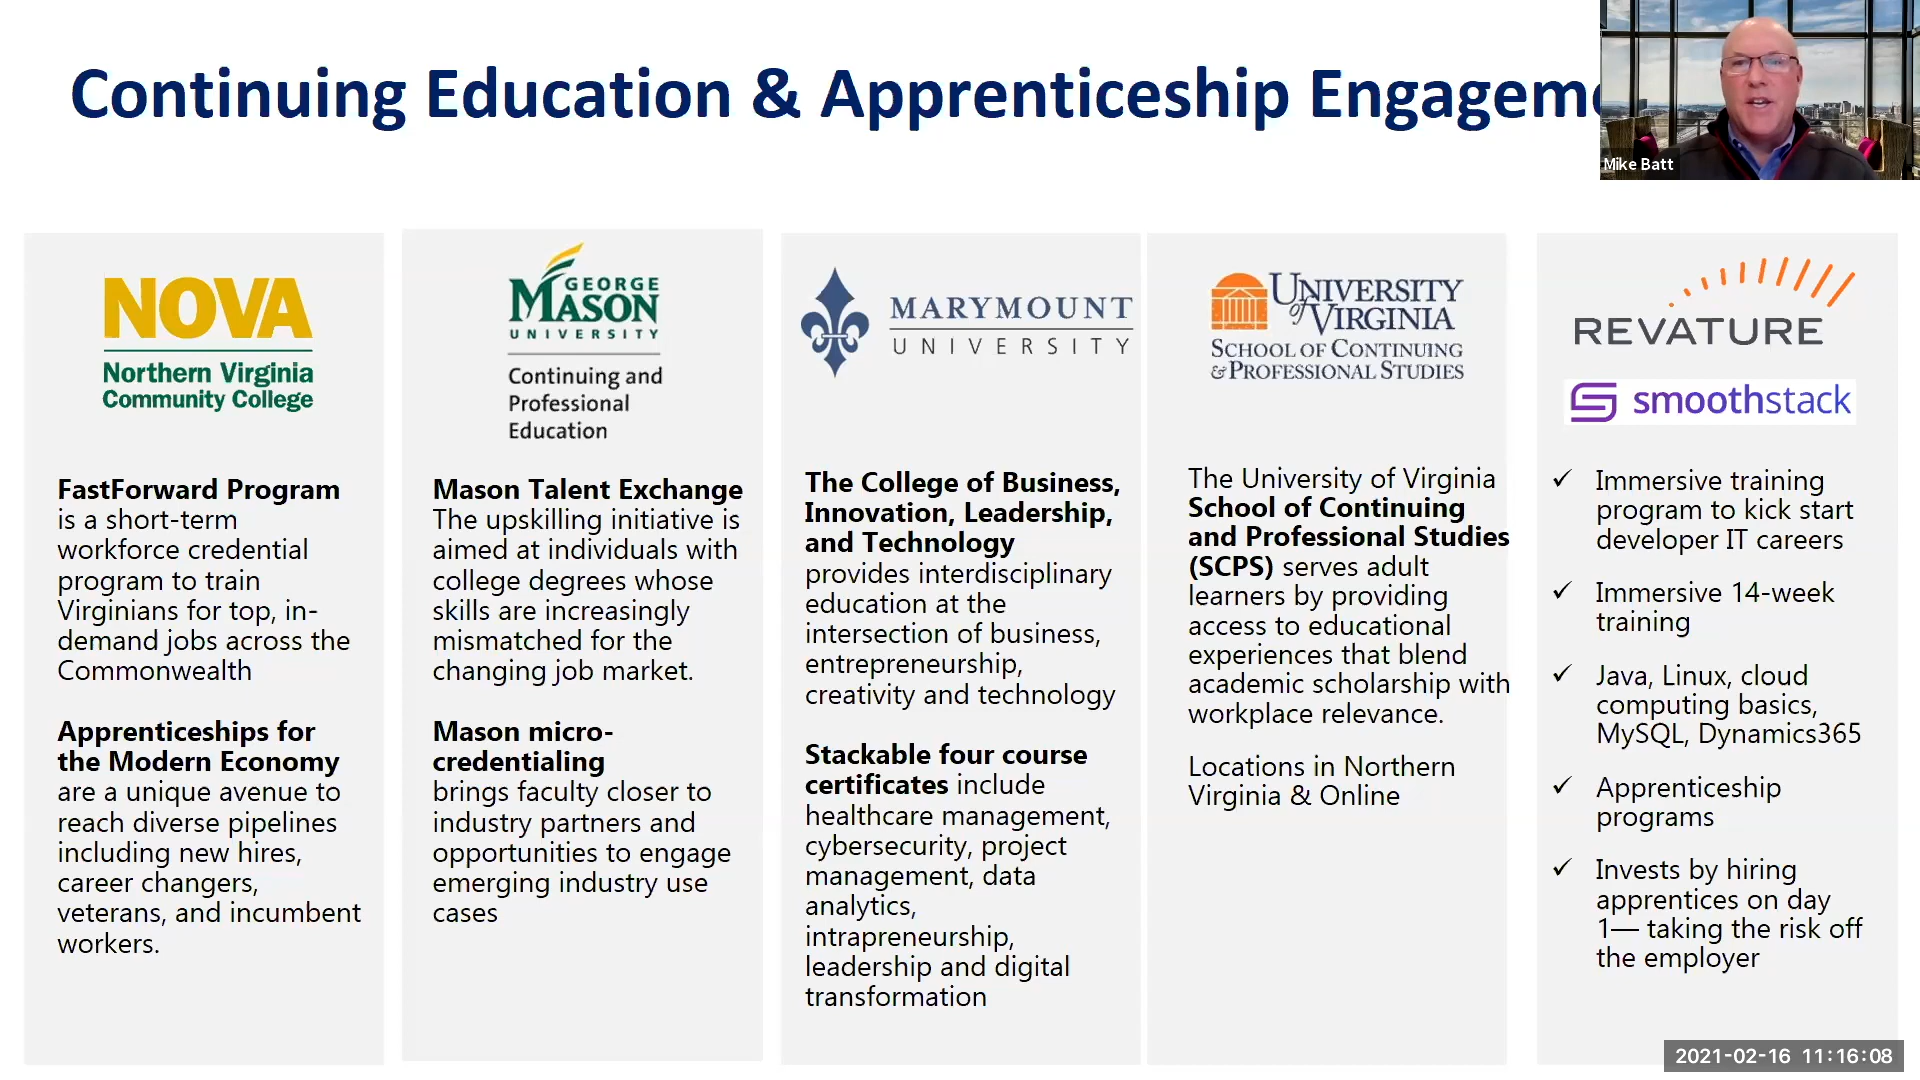 Continuing Education & Apprenticeship Engagem
Mike Batt
NOVA
Northern Virginia
Community College
FastForward Program
is a short-term
workforce credential
program to train
Virginians for top, in-
demand jobs across the
Commonwealth
Apprenticeships for
the Modern Economy
are a unique avenue to
reach diverse pipelines
including new hires,
career changers,
veterans, and incumbent
workers.
GEORGE
MASON
UNIVERSITY
Continuing and
Professional
Education
Mason Talent Exchange
The upskilling initiative is
aimed at individuals with
college degrees whose
skills are increasingly
mismatched for the
changing job market.
Mason micro-
credentialing
brings faculty closer to
industry partners and
opportunities to engage
emerging industry use
cases
MARYMOUNT
UNIVERSITY
The College of Business,
Innovation, Leadership,
and Technology
provides interdisciplinary
education at the
intersection of business,
entrepreneurship,
creativity and technology
Stackable four course
certificates include
healthcare management,
cybersecurity, project
management, data
analytics,
intrapreneurship,
leadership and digital
transformation
UNIVERSITY
of VIRGINIA
SCHOOL OF CONTINUING
& PROFESSIONAL STUDIES
The University of Virginia
School of Continuing
and Professional Studies
(SCPS) serves adult
learners by providing
access to educational
experiences that blend
academic scholarship with
workplace relevance.
Locations in Northern
Virginia & Online
REVATURE
smoothstack
✓ Immersive training
program to kick start
developer IT careers
✓ Immersive 14-week
training
✓ Java, Linux, cloud
computing basics,
MySQL, Dynamics365
✓ Apprenticeship
programs
✓ Invests by hiring
apprentices on day
1— taking the risk off
the employer
2021-02-16 11:16:08